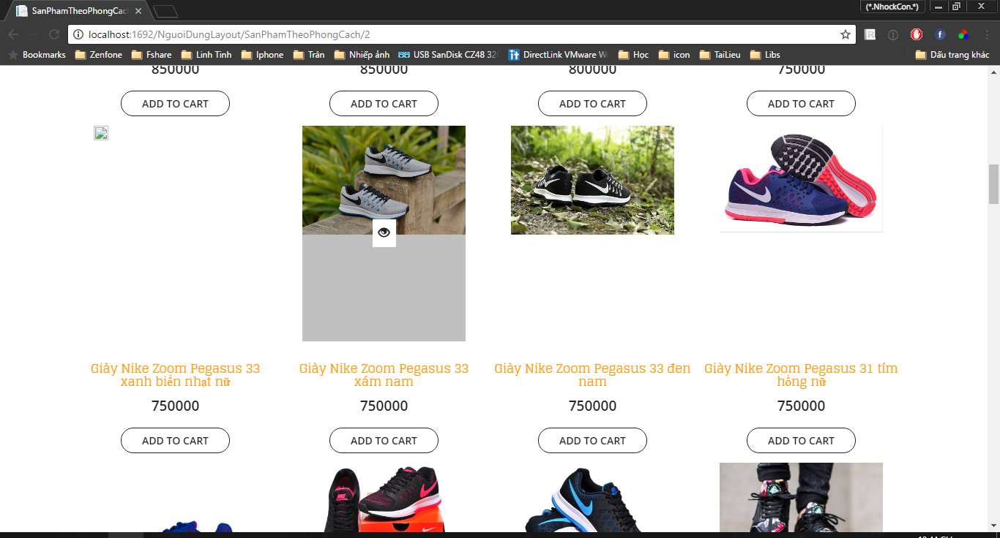 SanPhamTheoPhongCac
(*.NhockCon.*)
localhost:1692/NguoiDungLayout/SanPhamTheoPhongCach/2
Bookmarks Zenfone Fshare Linh Tinh Iphone Trân Nhiếp ảnh USB SanDisk CZ48 32 DirectLink VMware W Học icon TaiLieu Libs Dấu trang khác
850000 850000 800000 750000
ADD TO CART ADD TO CART ADD TO CART ADD TO CART
Giày Nike Zoom Pegasus 33
xanh biển nhạt nữ
Giày Nike Zoom Pegasus 33
xám nam
Giày Nike Zoom Pegasus 33 đen
nam
Giày Nike Zoom Pegasus 31 tím
hồng nữ
750000 750000 750000 750000
ADD TO CART ADD TO CART ADD TO CART ADD TO CART